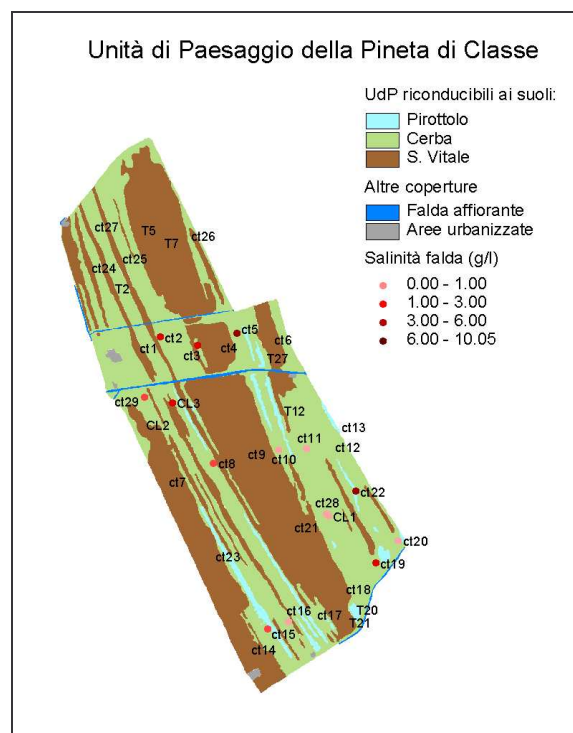 Unità di Paesaggio della Pineta di Classe
UdP riconducibili ai suoli:
Pirottolo
Cerba
S. Vitale
Altre coperture
Falda affiorante
Aree urbanizzate
Salinità falda (g/l)
0.00 - 1.00
1.00 - 3.00
3.00 - 6.00
6.00 - 10.05
ct27
T5
ct26
T7
ct25
ct24
T2
ct5
ct6
ct2
ct1
ct3
ct4
T27
ct29
CL3
T12
ct13
CL2
ct11
ct12
ct9
ct10
ct8
ct7
ct22
ct28
CL1
ct21
ct20
ct23
ct19
ct18
T20
ct16
ct17
T21
ct15
ct14